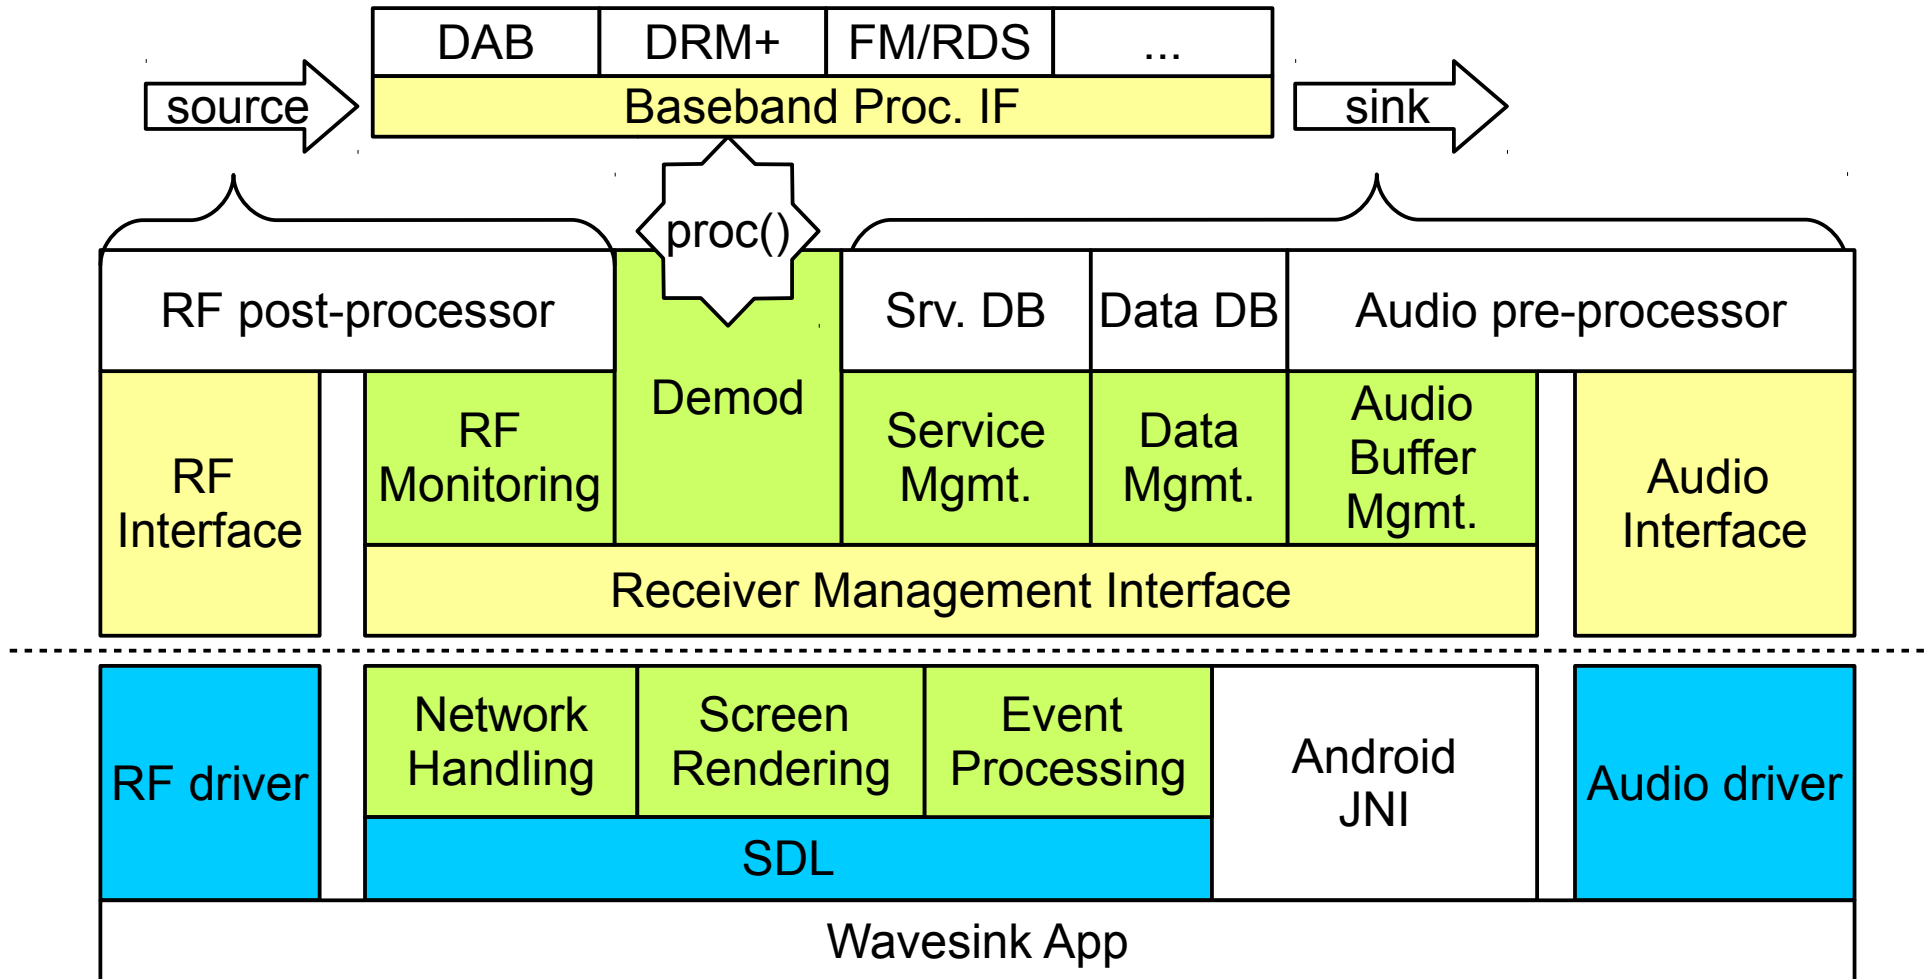 DAB
DRM+
FM/RDS
...
source
Baseband Proc. IF
sink
proc()
RF post-processor
Demod
Srv. DB
Data DB
Audio pre-processor
RF
Interface
RF
Monitoring
Service
Mgmt.
Data
Mgmt.
Audio
Buffer
Mgmt.
Audio
Interface
Receiver Management Interface
RF driver
Network
Handling
Screen
Rendering
Event
Processing
Android
JNI
Audio driver
SDL
Wavesink App